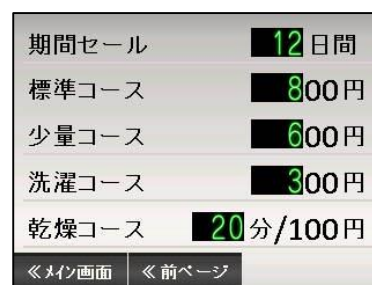 期間セール 12日間
標準コース 800円
少量コース 600円
洗濯コース 300円
乾燥コース 20分/100円
≪メイン画面 ≪前ページ